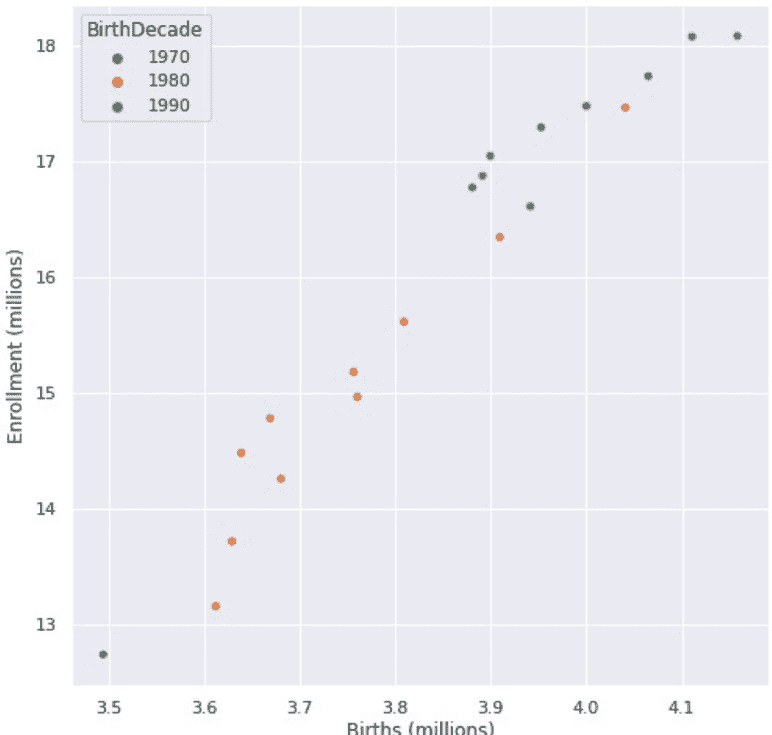 BirthDecade
1970
1980
1990
18
17
16
15
14
13
Enrollment (millions)
3.5 3.6 3.7 3.8 3.9 4.0 4.1
Births (millions)